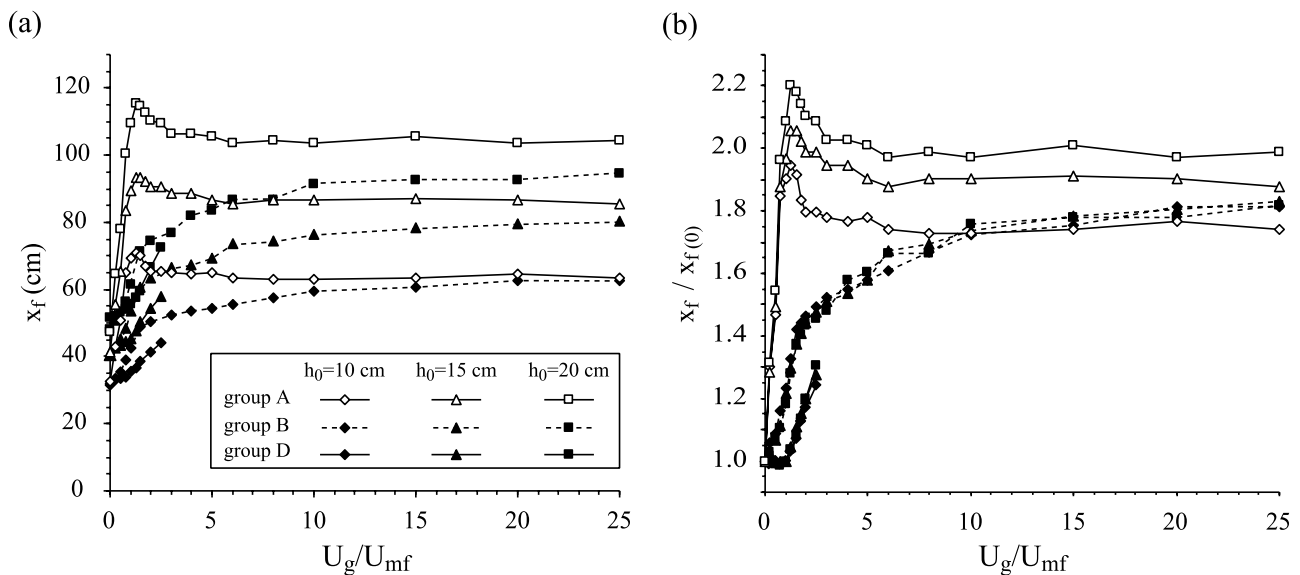 (a)
x_f (cm)
120
100
80
60
40
20
0
h_0=10 cm h_0=15 cm h_0=20 cm
group A
group B
group D
0 5 10 15 20 25
U_g/U_mf
(b)
x_f / x_f(0)
2.2
2.0
1.8
1.6
1.4
1.2
1.0
0 5 10 15 20 25
U_g/U_mf